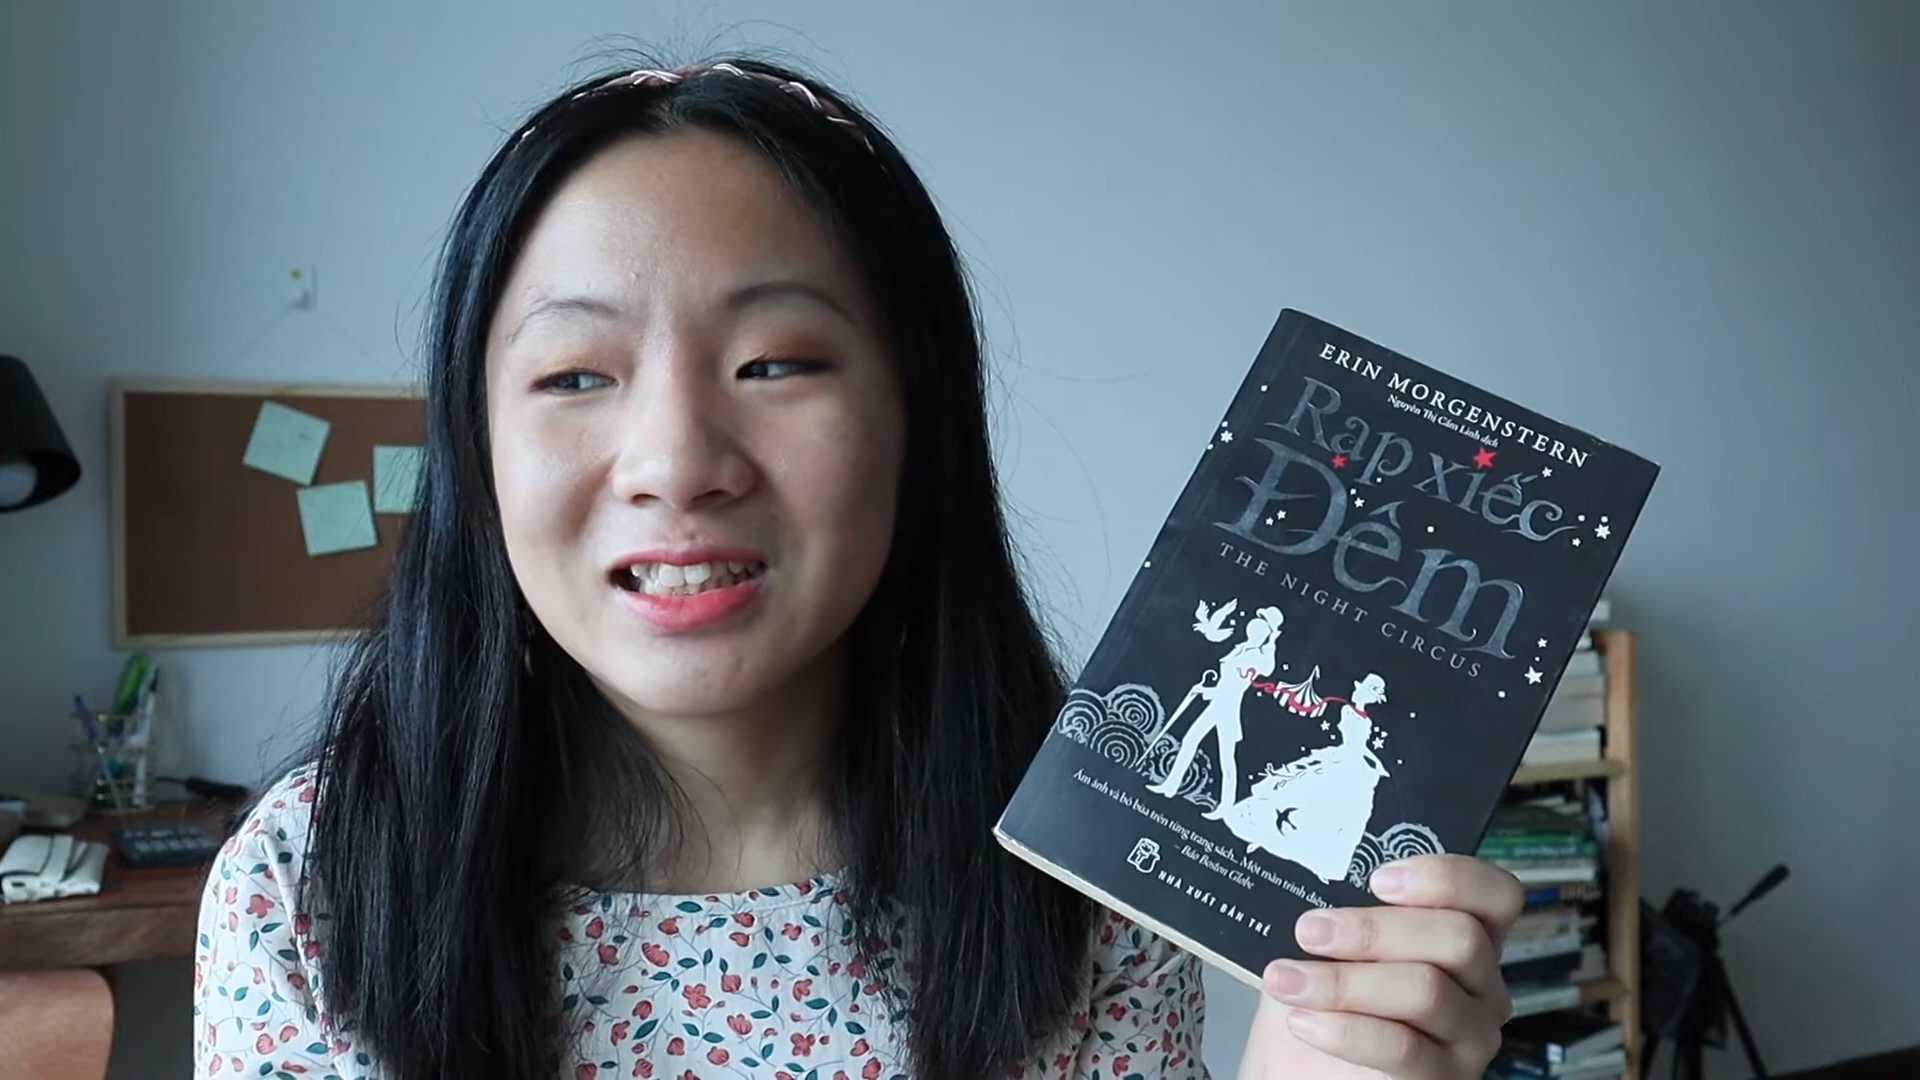 ERIN MORGENSTERN
Nguyễn Thị Cẩm Linh dịch
Rạp xiếc
Đêm
THE NIGHT CIRCUS
Ám ảnh và bỏ bùa trên từng trang sách... Một màn trình diễn
– Báo Boston Globe
NHÀ XUẤT BẢN TRẺ